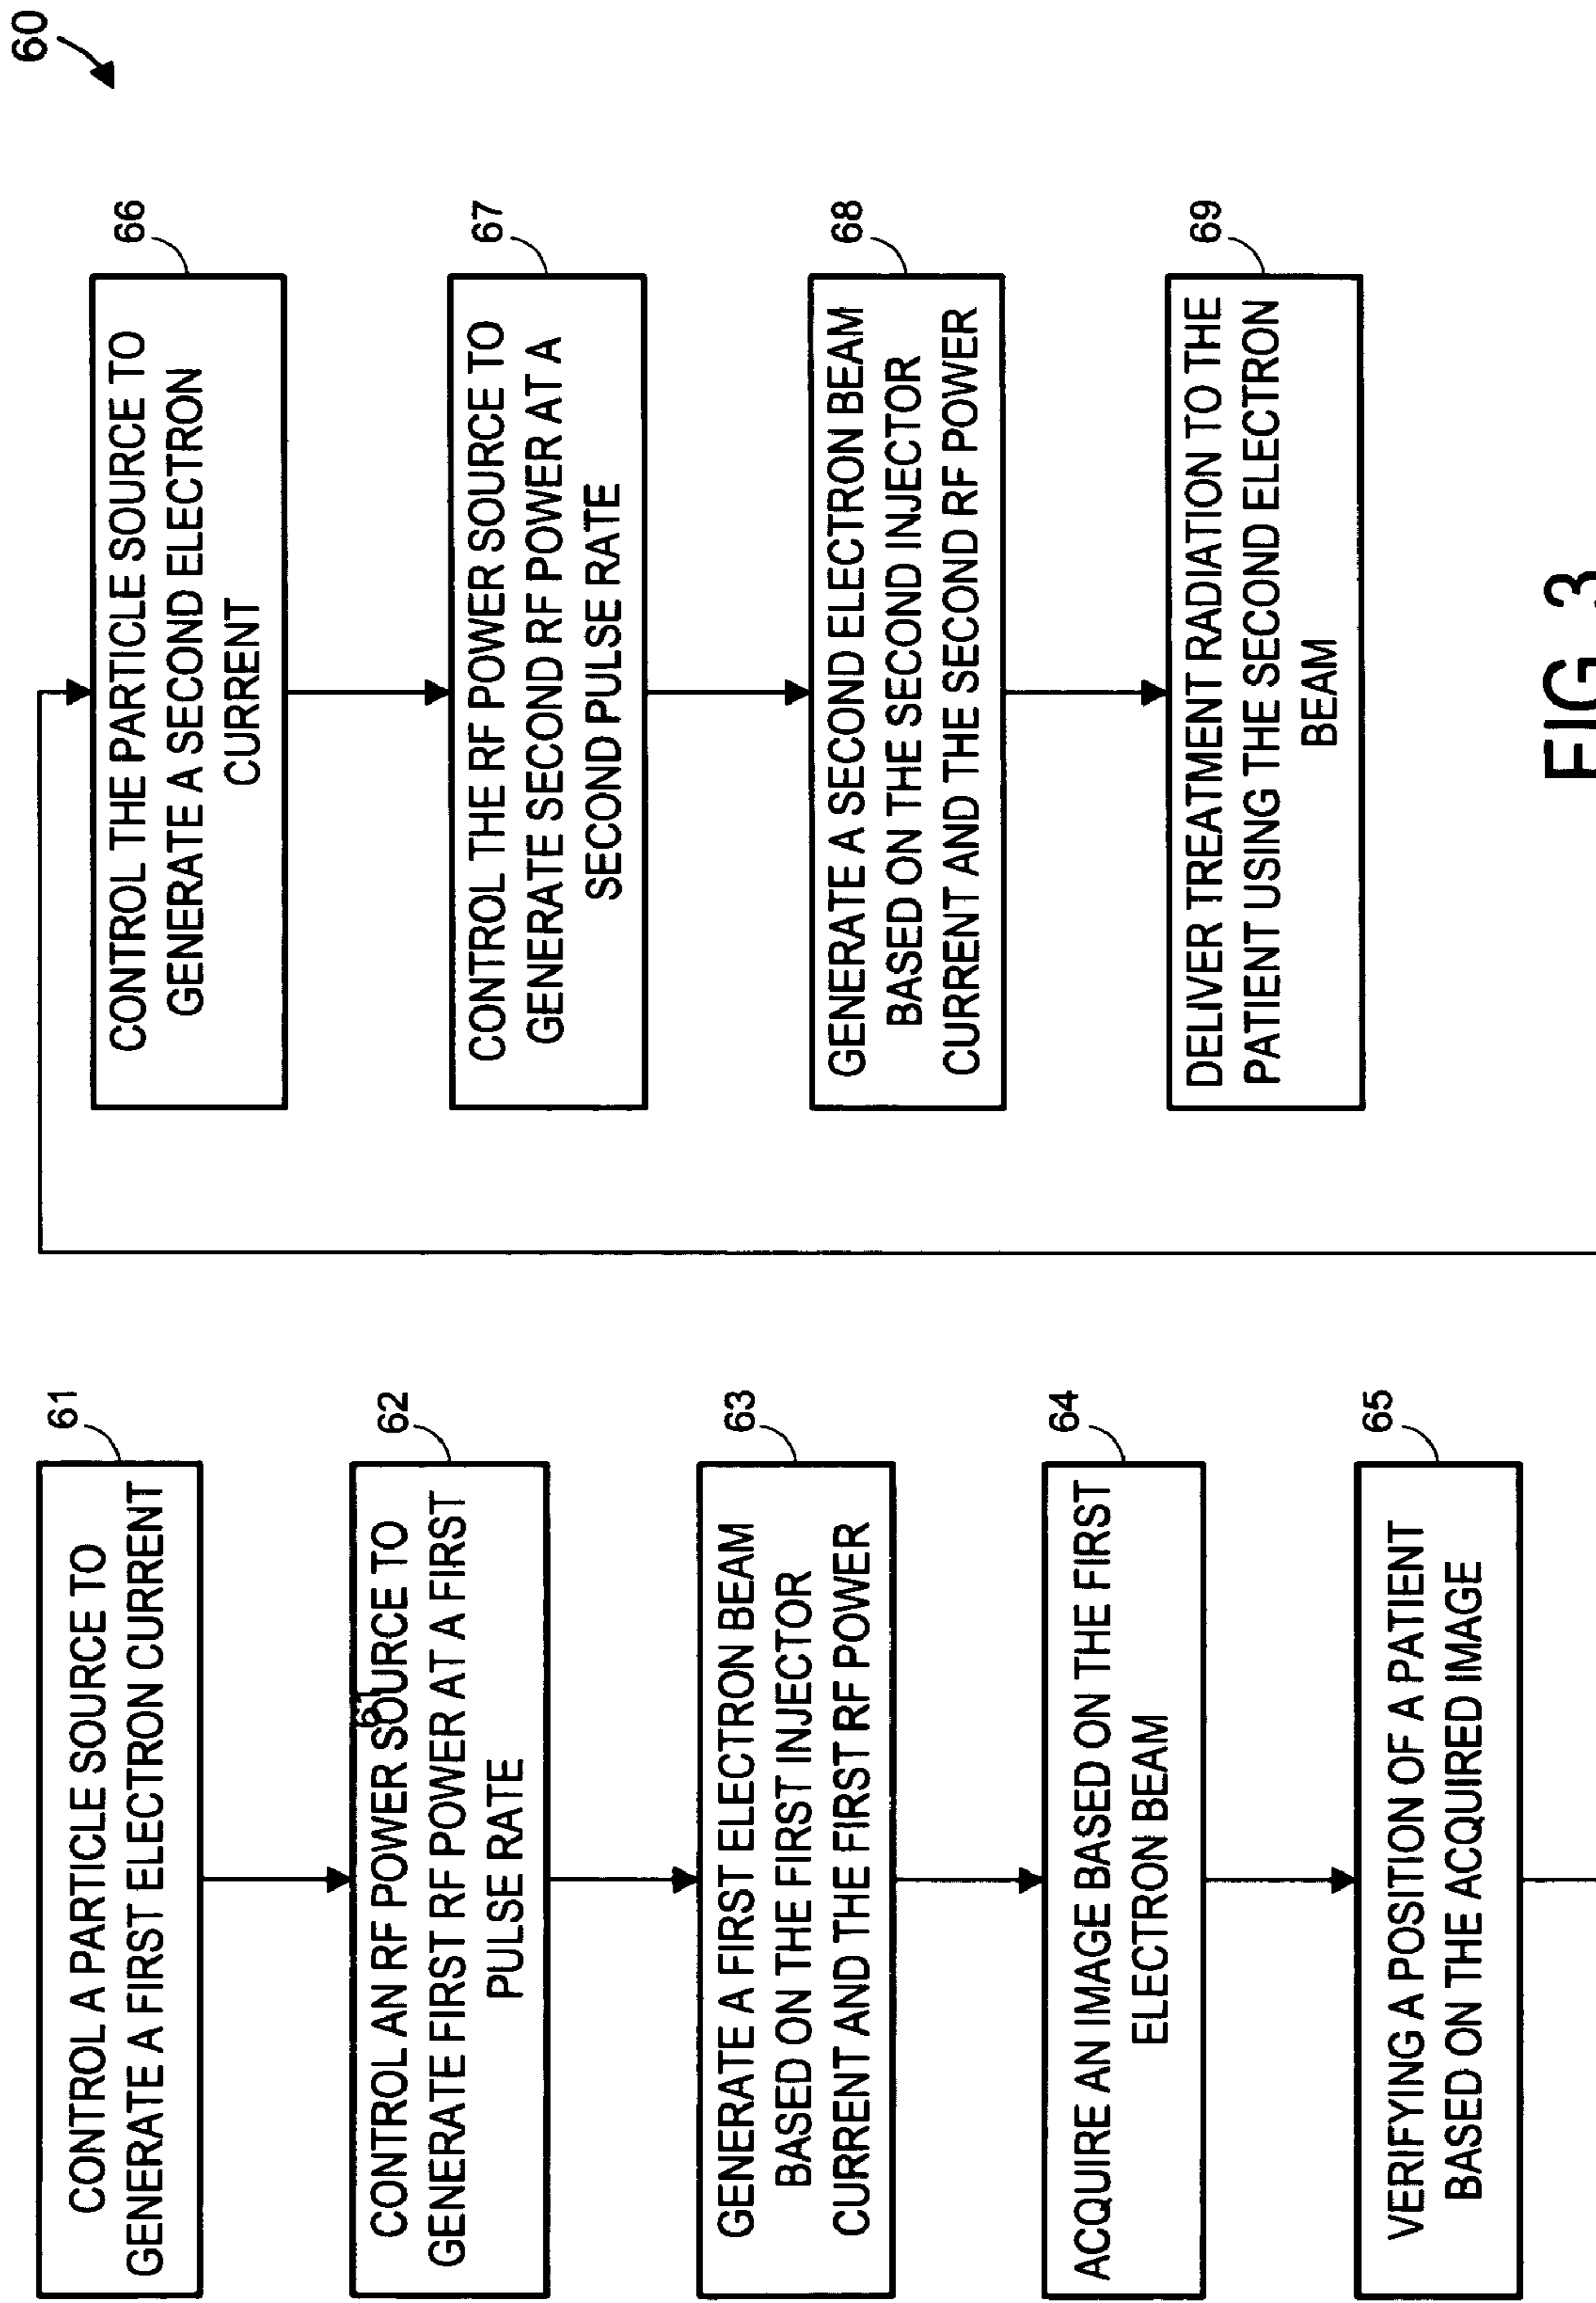 60
61
CONTROL A PARTICLE SOURCE TO
GENERATE A FIRST ELECTRON CURRENT
62
CONTROL AN RF POWER SOURCE TO
61
GENERATE FIRST RF POWER AT A FIRST
PULSE RATE
63
GENERATE A FIRST ELECTRON BEAM
BASED ON THE FIRST INJECTOR
CURRENT AND THE FIRST RF POWER
64
ACQUIRE AN IMAGE BASED ON THE FIRST
ELECTRON BEAM
65
VERIFYING A POSITION OF A PATIENT
BASED ON THE ACQUIRED IMAGE
66
CONTROL THE PARTICLE SOURCE TO
GENERATE A SECOND ELECTRON
CURRENT
67
CONTROL THE RF POWER SOURCE TO
GENERATE SECOND RF POWER AT A
SECOND PULSE RATE
68
GENERATE A SECOND ELECTRON BEAM
BASED ON THE SECOND INJECTOR
CURRENT AND THE SECOND RF POWER
69
DELIVER TREATMENT RADIATION TO THE
PATIENT USING THE SECOND ELECTRON
BEAM
FIG. 3